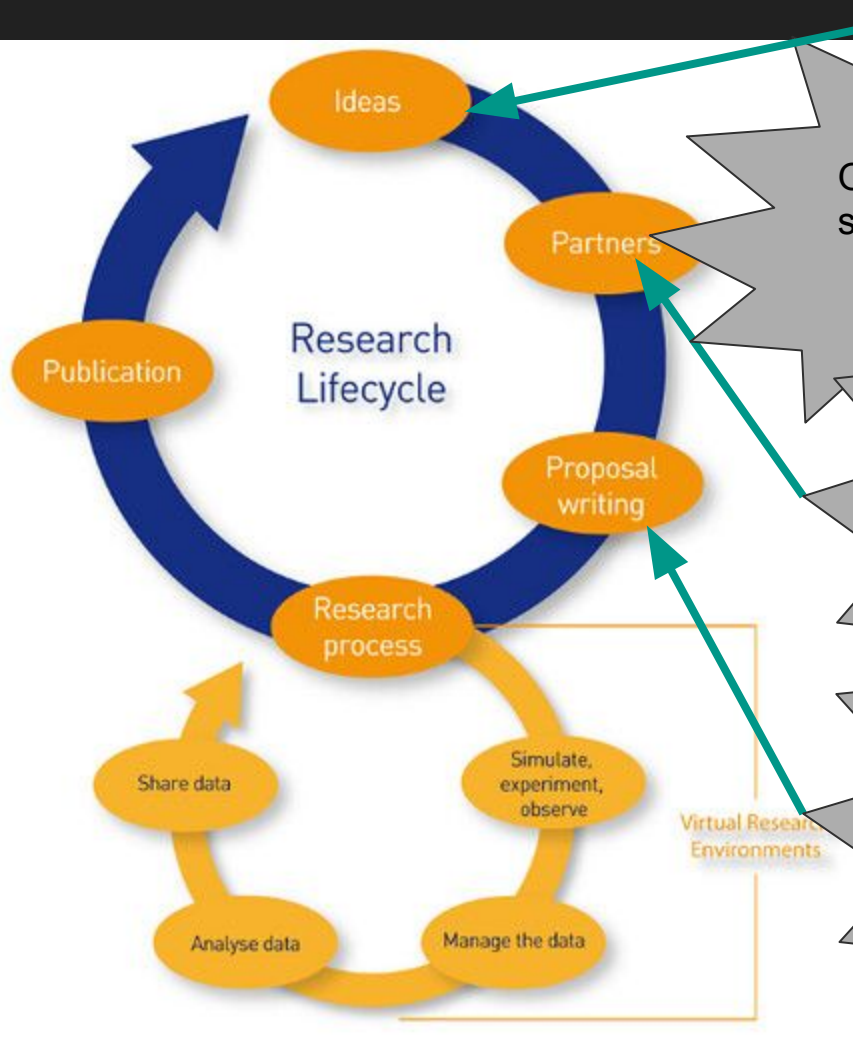 Ideas
Partners
Research
Lifecycle
Publication
Proposal
writing
Research
process
Share data
Simulate,
experiment,
observe
Virtual Research
Environments
Analyse data
Manage the data